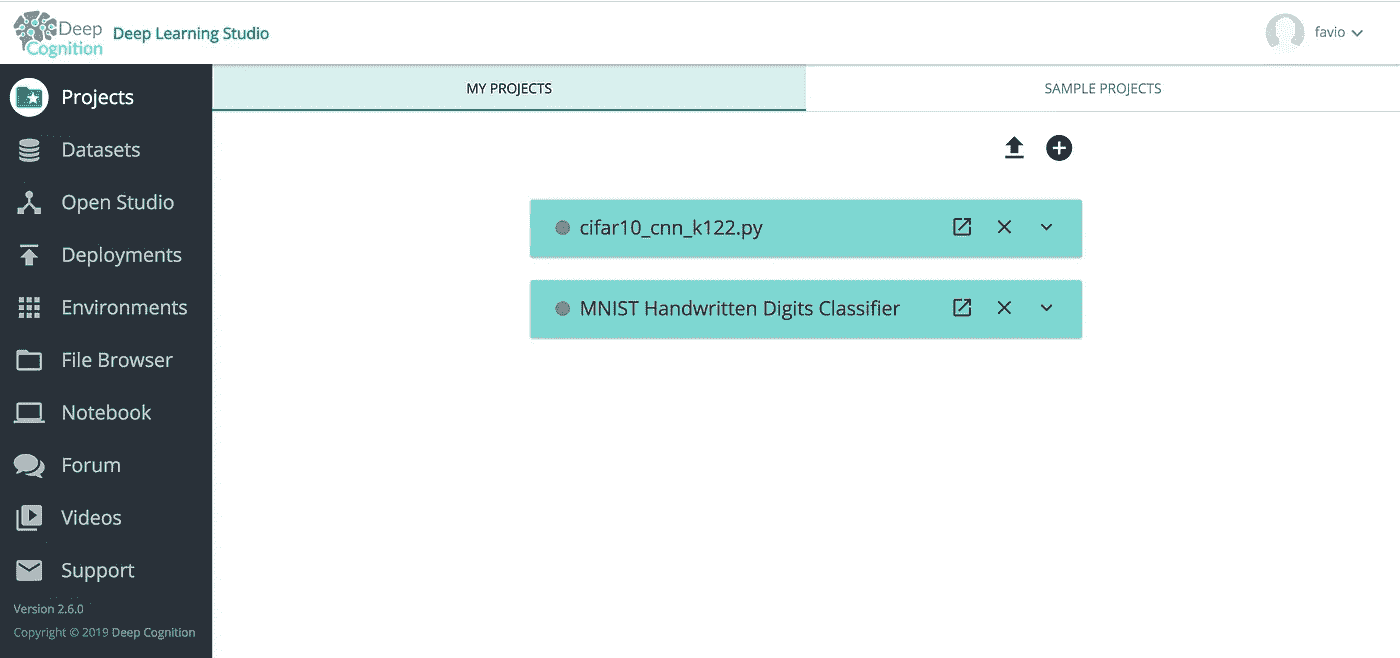 Deep
Cognition
Deep Learning Studio
favio
Projects
Datasets
Open Studio
Deployments
Environments
File Browser
Notebook
Forum
Videos
Support
Version 2.6.0
Copyright © 2019 Deep Cognition
MY PROJECTS
SAMPLE PROJECTS
cifar10_cnn_k122.py
MNIST Handwritten Digits Classifier